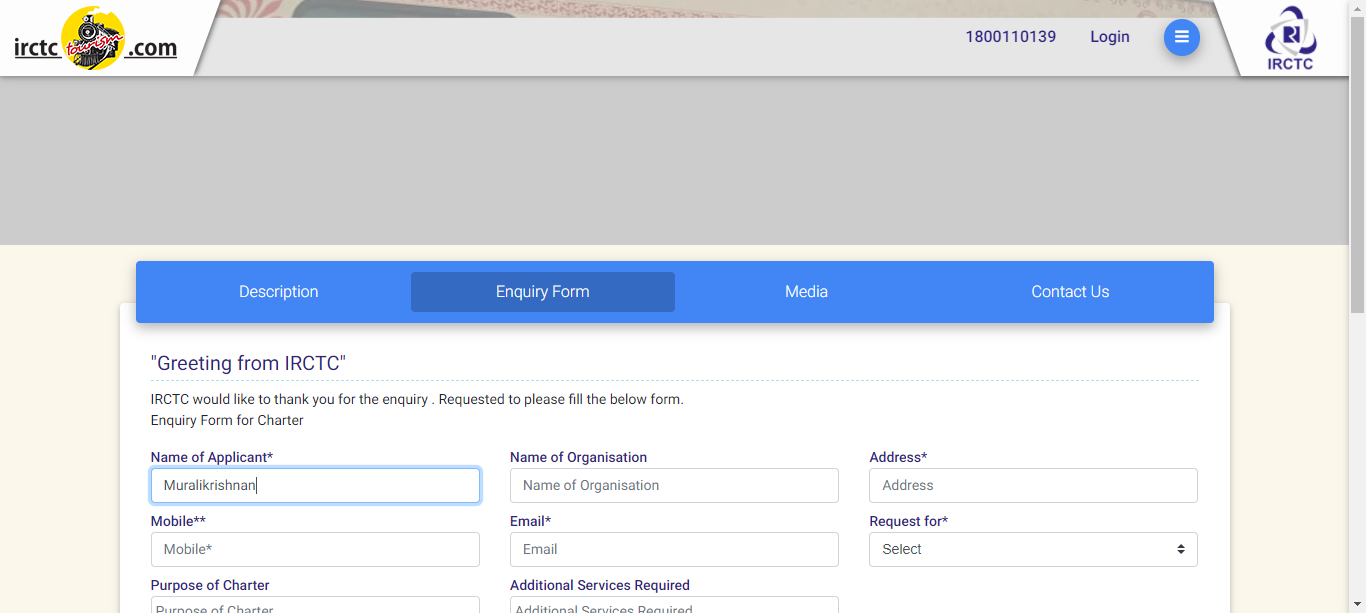 irctc tourism .com
1800110139 Login
IRCTC
Description Enquiry Form Media Contact Us
"Greeting from IRCTC"
IRCTC would like to thank you for the enquiry . Requested to please fill the below form.
Enquiry Form for Charter
Name of Applicant* Name of Organisation Address*
Muralikrishnan Name of Organisation Address
Mobile** Email* Request for*
Mobile* Email Select
Purpose of Charter Additional Services Required
Purpose of Charter Additional Services Required